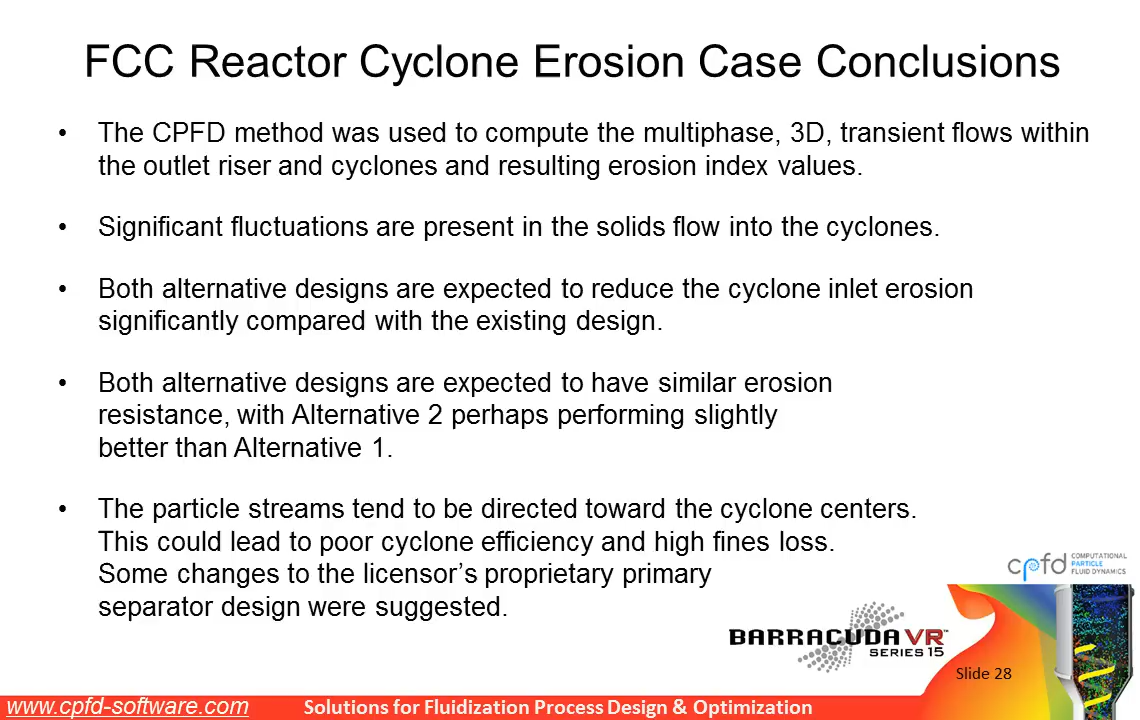 FCC Reactor Cyclone Erosion Case Conclusions
• The CPFD method was used to compute the multiphase, 3D, transient flows within
the outlet riser and cyclones and resulting erosion index values.
• Significant fluctuations are present in the solids flow into the cyclones.
• Both alternative designs are expected to reduce the cyclone inlet erosion
significantly compared with the existing design.
• Both alternative designs are expected to have similar erosion
resistance, with Alternative 2 perhaps performing slightly
better than Alternative 1.
• The particle streams tend to be directed toward the cyclone centers.
This could lead to poor cyclone efficiency and high fines loss.
Some changes to the licensor’s proprietary primary
separator design were suggested.
cpfd
COMPUTATIONAL
PARTICLE
FLUID DYNAMICS
BARRACUDA VR™
SERIES 15
Slide 28
www.cpfd-software.com
Solutions for Fluidization Process Design & Optimization